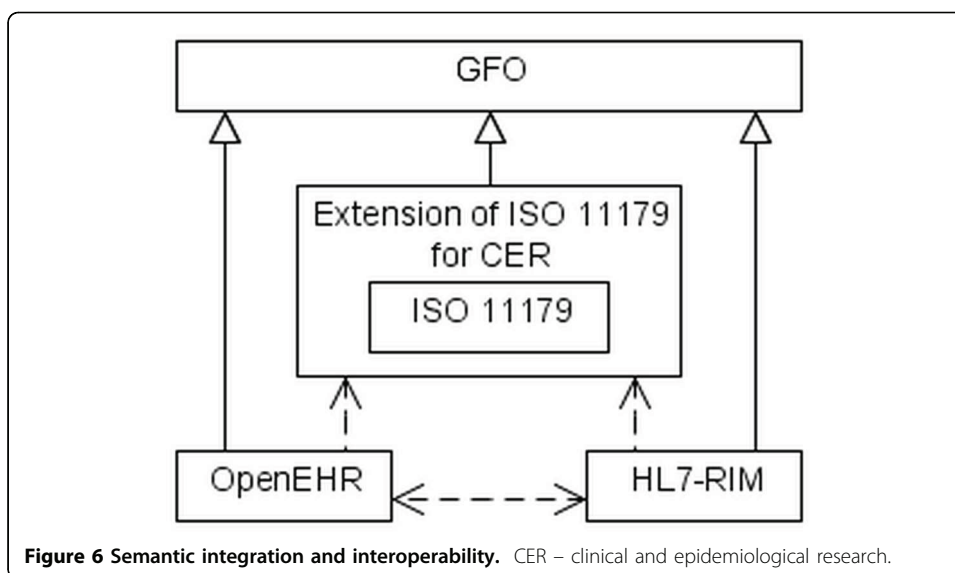 GFO
Extension of ISO 11179
for CER
ISO 11179
OpenEHR
HL7-RIM
Figure 6 Semantic integration and interoperability. CER – clinical and epidemiological research.